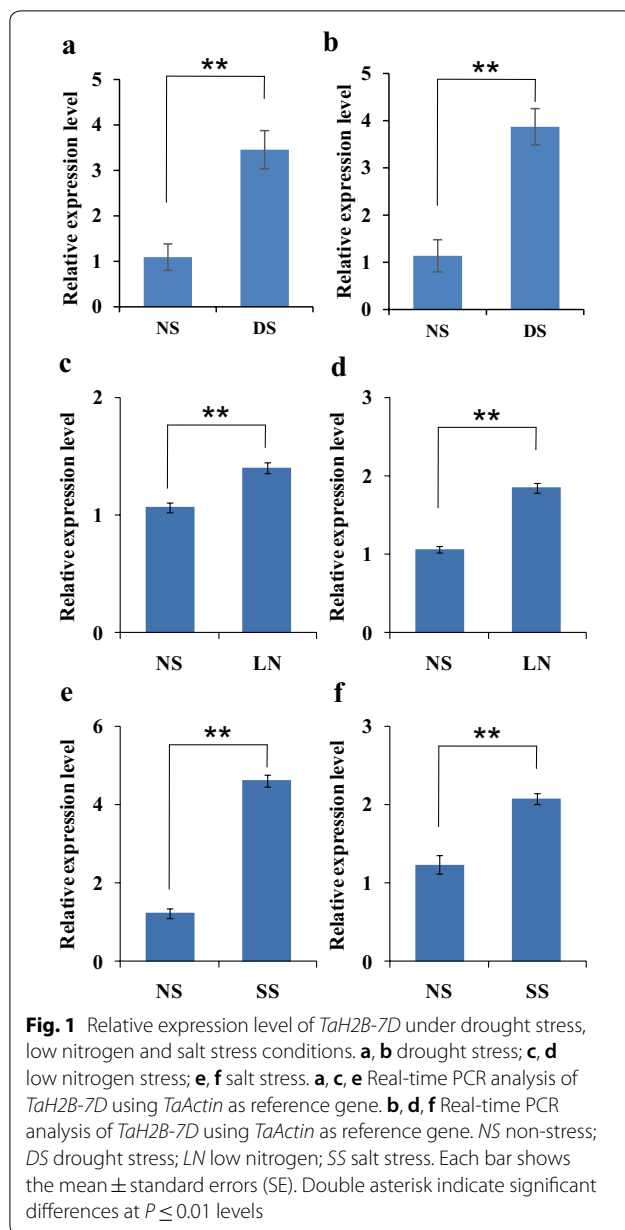 a
b
**
**
5
4
3
2
1
0
Relative expression level
NS
DS
5
4
3
2
1
0
Relative expression level
NS
DS
c
d
**
**
2
1
0
Relative expression level
NS
LN
3
2
1
0
Relative expression level
NS
LN
e
f
**
**
6
4
2
0
Relative expression level
NS
SS
3
2
1
0
Relative expression level
NS
SS
Fig. 1 Relative expression level of TaH2B-7D under drought stress,
low nitrogen and salt stress conditions. a, b drought stress; c, d
low nitrogen stress; e, f salt stress. a, c, e Real-time PCR analysis of
TaH2B-7D using TaActin as reference gene. b, d, f Real-time PCR
analysis of TaH2B-7D using TaActin as reference gene. NS non-stress;
DS drought stress; LN low nitrogen; SS salt stress. Each bar shows
the mean ± standard errors (SE). Double asterisk indicate significant
differences at P ≤ 0.01 levels